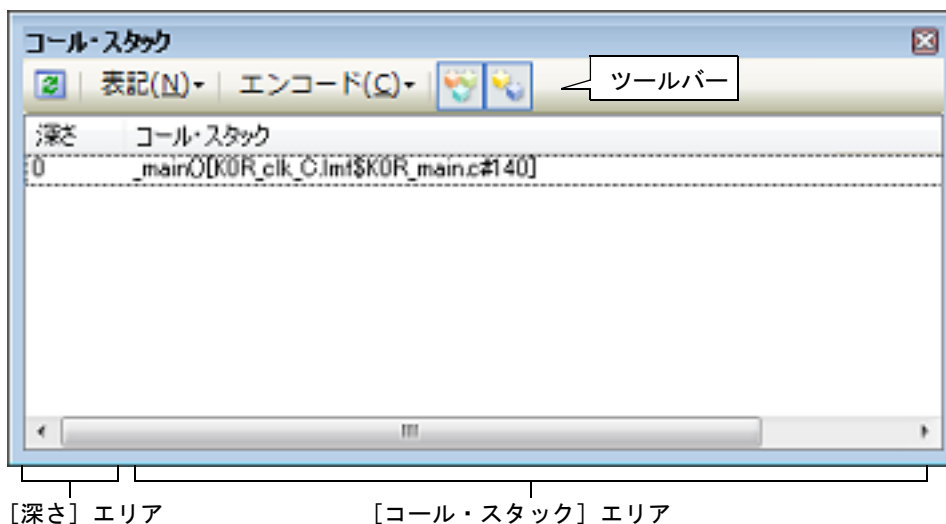 コール・スタック
表記(N) エンコード(C) ツールバー
深さ コール・スタック
0 _main()[K0R_clk_C.lmf$K0R_main.c#140]
[深さ] エリア [コール・スタック] エリア